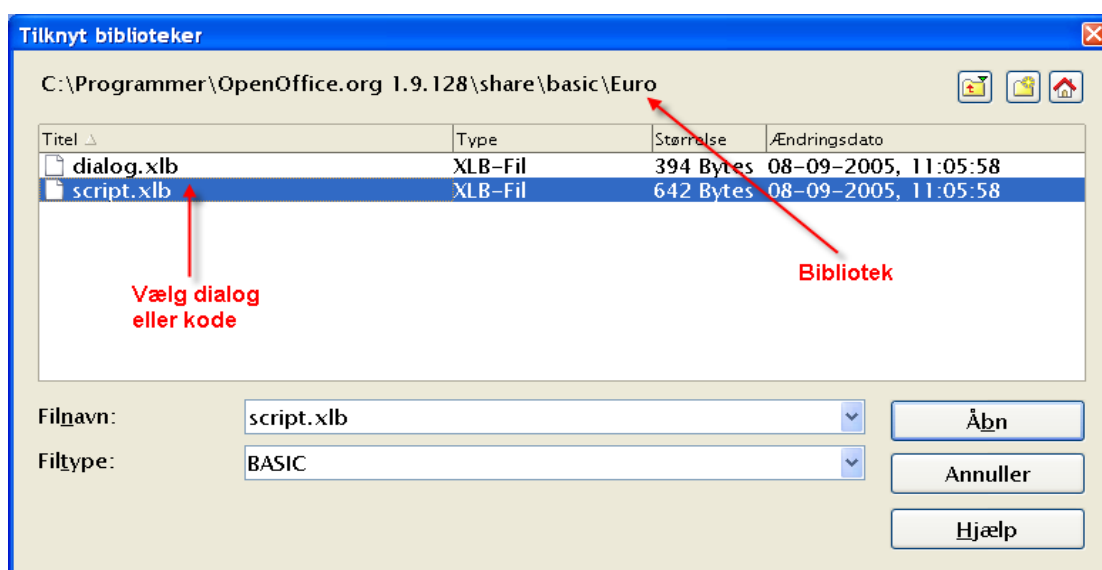 Tilknyt biblioteker
C:\Programmer\OpenOffice.org 1.9.128\share\basic\Euro
Titel Type Størrelse Ændringsdato
dialog.xlb XLB-Fil 394 Bytes 08-09-2005, 11:05:58
script.xlb XLB-Fil 642 Bytes 08-09-2005, 11:05:58
Bibliotek
Vælg dialog
eller kode
Filnavn: script.xlb Åbn
Filtype: BASIC Annuller
Hjælp